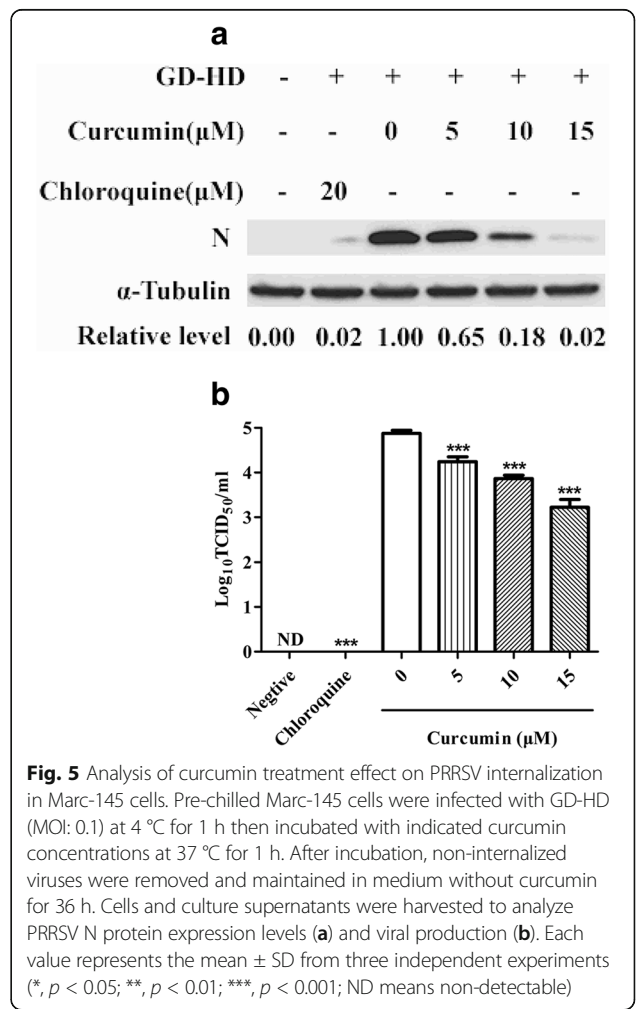 a
GD-HD - + + + + +
Curcumin(μM) - - 0 5 10 15
Chloroquine(μM) - 20 - - - -
N
α-Tubulin
Relative level 0.00 0.02 1.00 0.65 0.18 0.02
b
Log10TCID50/ml
5
4
3
2
1
0
ND
***
***
***
***
Negtive
Chloroquine
0
5
10
15
Curcumin (μM)
Fig. 5 Analysis of curcumin treatment effect on PRRSV internalization
in Marc-145 cells. Pre-chilled Marc-145 cells were infected with GD-HD
(MOI: 0.1) at 4 °C for 1 h then incubated with indicated curcumin
concentrations at 37 °C for 1 h. After incubation, non-internalized
viruses were removed and maintained in medium without curcumin
for 36 h. Cells and culture supernatants were harvested to analyze
PRRSV N protein expression levels (a) and viral production (b). Each
value represents the mean ± SD from three independent experiments
(*, p < 0.05; **, p < 0.01; ***, p < 0.001; ND means non-detectable)